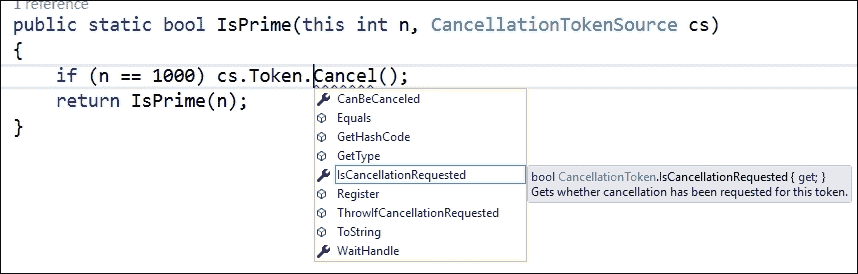 1 reference
public static bool IsPrime(this int n, CancellationTokenSource cs)
{
if (n == 1000) cs.Token.Cancel();
return IsPrime(n);
}
CanBeCanceled
Equals
GetHashCode
GetType
IsCancellationRequested
Register
ThrowIfCancellationRequested
ToString
WaitHandle
bool CancellationToken.IsCancellationRequested { get; }
Gets whether cancellation has been requested for this token.